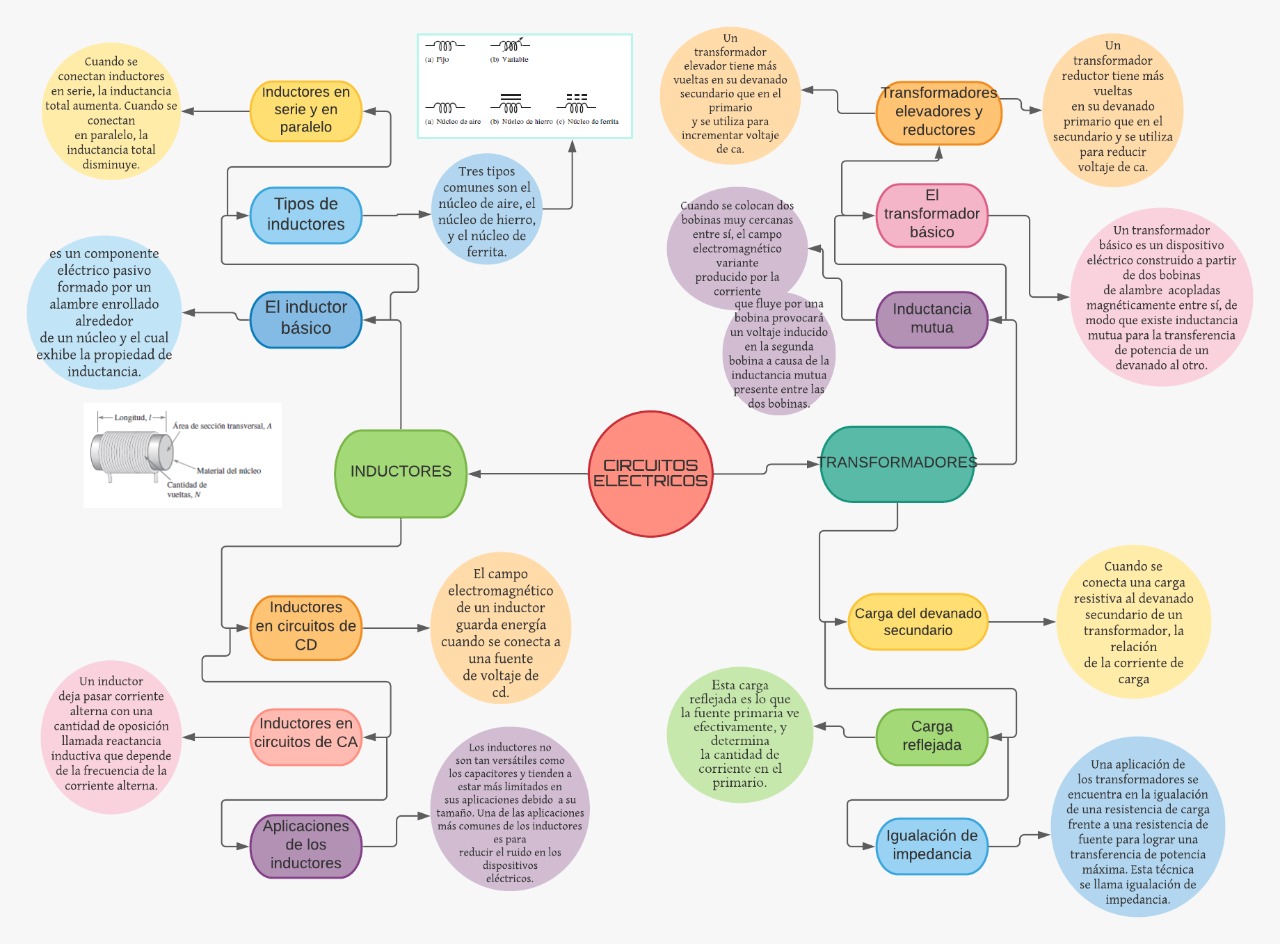 CIRCUITOS
ELECTRICOS
INDUCTORES
El inductor
básico
es un componente
eléctrico pasivo
formado por un
alambre enrollado
alrededor
de un núcleo y el cual
exhibe la propiedad de
inductancia.
Longitud, l
Área de sección transversal, A
Material del núcleo
Cantidad de
vueltas, N
Tipos de
inductores
Tres tipos
comunes son el
núcleo de aire, el
núcleo de hierro,
y el núcleo de
ferrita.
(a) Fijo
(b) Variable
(a) Núcleo de aire
(b) Núcleo de hierro
(c) Núcleo de ferrita
Inductores en
serie y en
paralelo
Cuando se
conectan inductores
en serie, la inductancia
total aumenta. Cuando se
conectan
en paralelo, la
inductancia total
disminuye.
Inductores
en circuitos de
CD
El campo
electromagnético
de un inductor
guarda energía
cuando se conecta a
una fuente
de voltaje de
cd.
Inductores en
circuitos de CA
Un inductor
deja pasar corriente
alterna con una
cantidad de oposición
llamada reactancia
inductiva que depende
de la frecuencia de la
corriente alterna.
Aplicaciones
de los
inductores
Los inductores no
son tan versátiles como
los capacitores y tienden a
estar más limitados en
sus aplicaciones debido a su
tamaño. Una de las aplicaciones
más comunes de los inductores
es para
reducir el ruido en los
dispositivos
eléctricos.
TRANSFORMADORES
Inductancia
mutua
Cuando se colocan dos
bobinas muy cercanas
entre sí, el campo
electromagnético
variante
producido por la
corriente
que fluye por una
bobina provocará
un voltaje inducido
en la segunda
bobina a causa de la
inductancia mutua
presente entre las
dos bobinas.
El
transformador
básico
Un transformador
básico es un dispositivo
eléctrico construido a partir
de dos bobinas
de alambre acopladas
magnéticamente entre sí, de
modo que existe inductancia
mutua para la transferencia
de potencia de un
devanado al otro.
Transformadores
elevadores y
reductores
Un
transformador
elevador tiene más
vueltas en su devanado
secundario que en el
primario
y se utiliza para
incrementar voltaje
de ca.
Un
transformador
reductor tiene más
vueltas
en su devanado
primario que en el
secundario y se utiliza
para reducir
voltaje de ca.
Carga del devanado
secundario
Cuando se
conecta una carga
resistiva al devanado
secundario de un
transformador, la
relación
de la corriente de
carga
Carga
reflejada
Esta carga
reflejada es lo que
la fuente primaria ve
efectivamente, y
determina
la cantidad de
corriente en el
primario.
Igualación de
impedancia
Una aplicación de
los transformadores se
encuentra en la igualación
de una resistencia de carga
frente a una resistencia de
fuente para lograr una
transferencia de potencia
máxima. Esta técnica
se llama igualación de
impedancia.